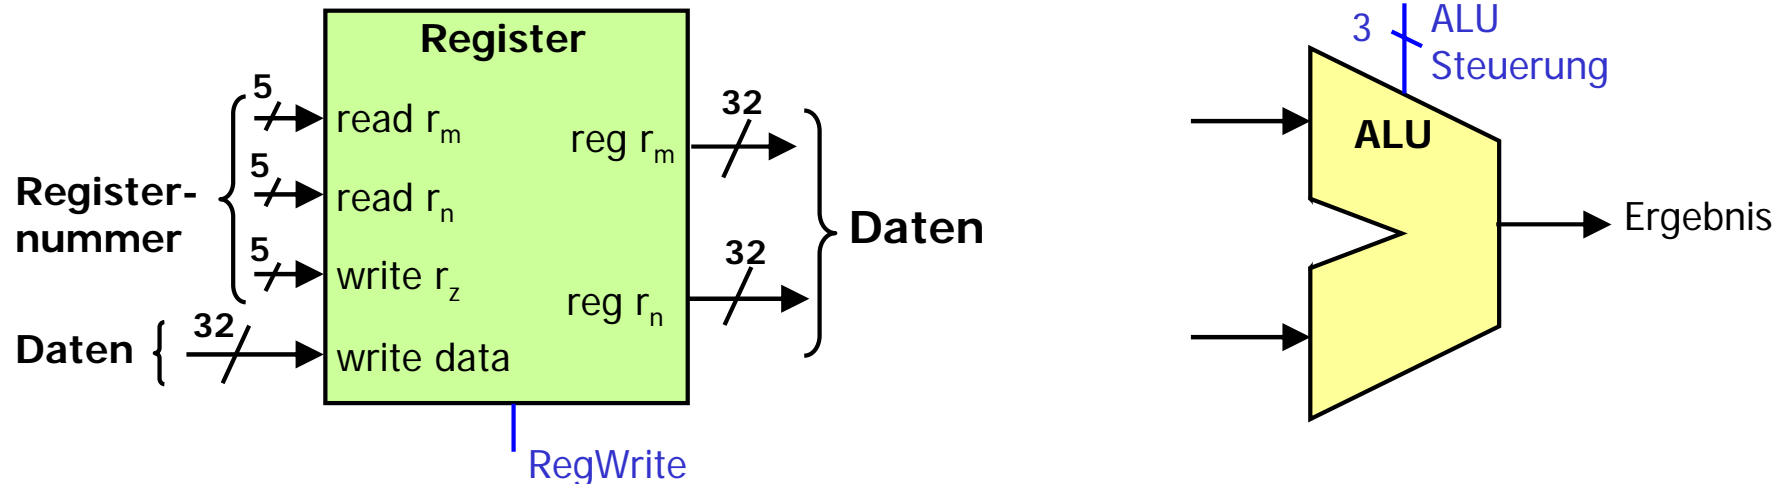 Register
5
read rₘ
5
read rₙ
5
write r_z
32
write data
Register-
nummer
Daten
reg rₘ
32
reg rₙ
32
Daten
RegWrite
3
ALU
Steuerung
ALU
Ergebnis